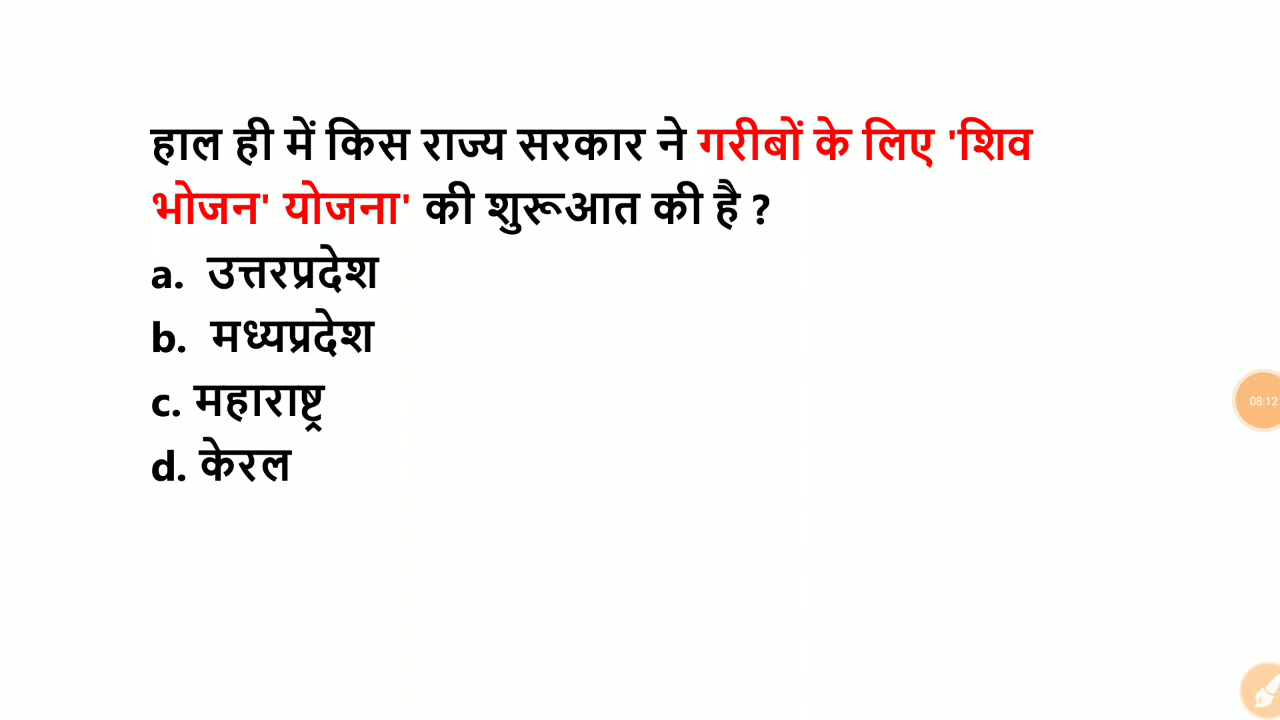 हाल ही में किस राज्य सरकार ने गरीबों के लिए 'शिव
भोजन' योजना' की शुरूआत की है ?
a. उत्तरप्रदेश
b. मध्यप्रदेश
c. महाराष्ट्र
d. केरल
08:12